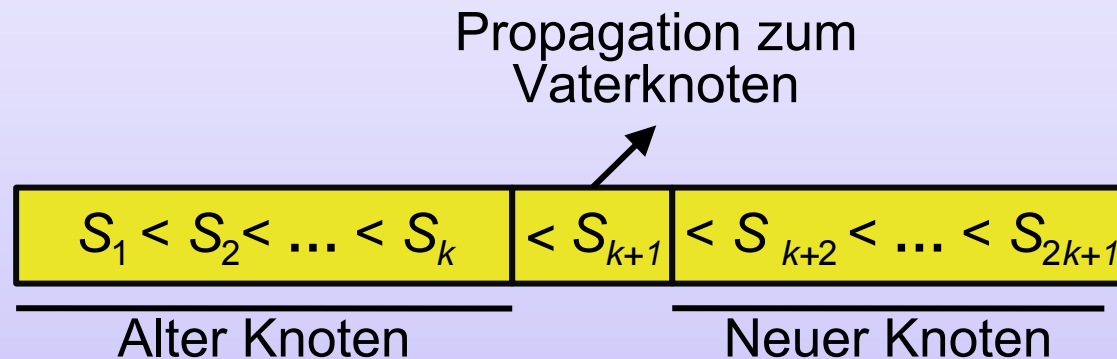 Propagation zum
Vaterknoten
S₁ < S₂< ... < Sₖ < Sₖ₊₁ < S ₖ₊₂ < ... < S₂ₖ₊₁
Alter Knoten Neuer Knoten